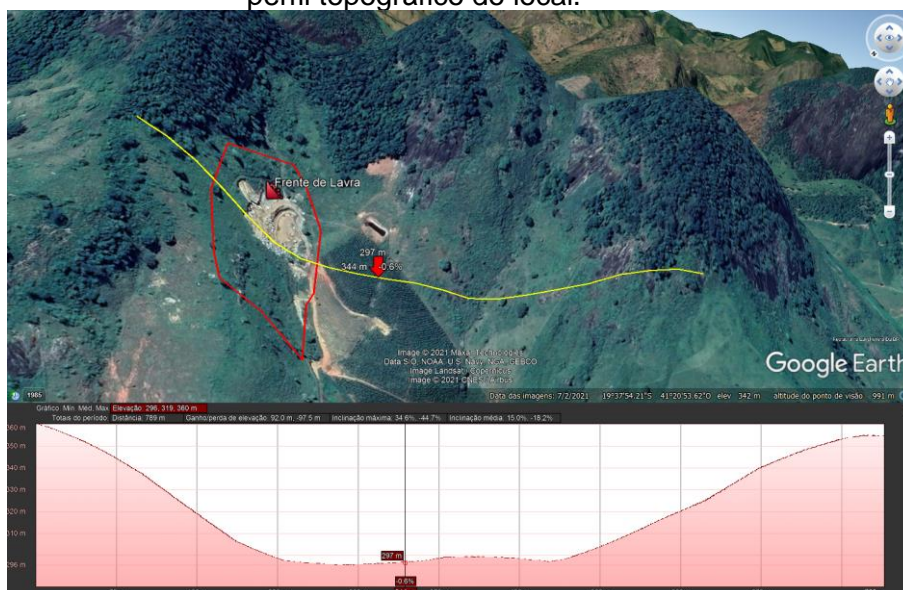 perfil topográfico do local.
Frente de Lavra
297 m
344 m -0.6%
Image © 2021 Maxar Technologies
Data SIO, NOAA, U.S. Navy, NGA, GEBCO
Image Landsat / Copernicus
Image © 2021 CNES / Airbus
Google Earth
1985
Data das imagens: 7/2/2021 19°37'54.21"S 41°20'53.62"O elev 342 m altitude do ponto de visão 991 m
Gráfico: Min, Méd, Max Elevação: 296, 319, 360 m
Totais do período: Distância: 789 m Ganho/perda de elevação: 92.0 m, -97.5 m Inclinação máxima: 34.6%, -44.7% Inclinação média: 15.0%, -18.2%
360 m
350 m
340 m
330 m
320 m
310 m
296 m
297 m
-0.6%